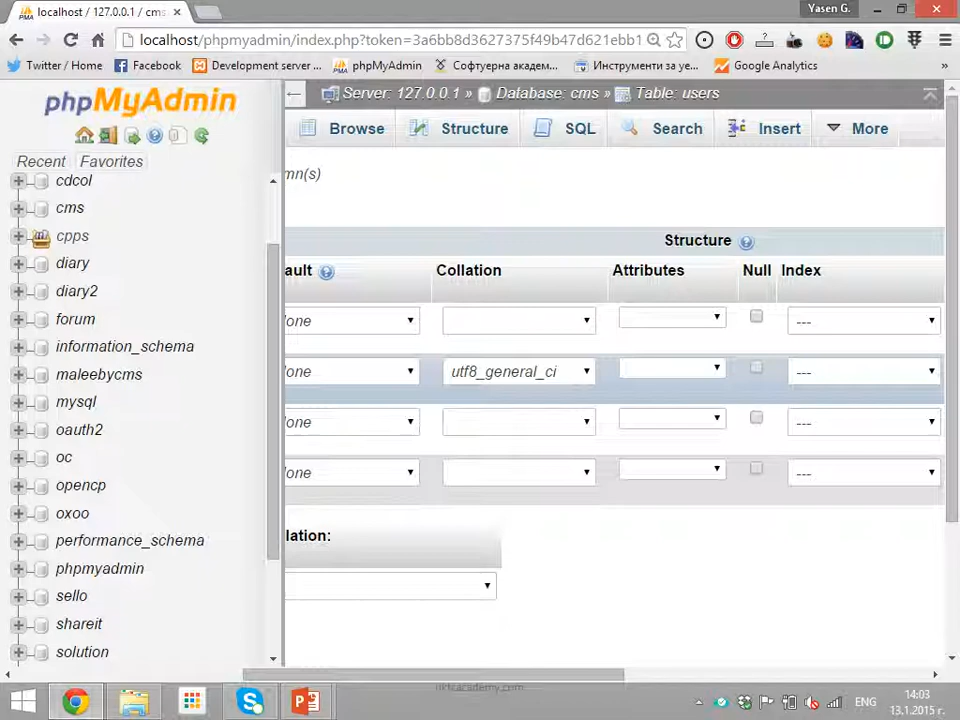 localhost / 127.0.0.1 / cms
Yasen G.
localhost/phpmyadmin/index.php?token=3a6bb8d3627375f49b47d621ebb1
Twitter / Home
Facebook
Development server ...
phpMyAdmin
Софтуерна академ...
Инструменти за уе...
Google Analytics
»
phpMyAdmin
Recent
Favorites
cdcol
cms
cpps
diary
diary2
forum
information_schema
maleebycms
mysql
oauth2
oc
opencp
oxoo
performance_schema
phpmyadmin
sello
shareit
solution
Server: 127.0.0.1 » Database: cms » Table: users
Browse
Structure
SQL
Search
Insert
More
mn(s)
Structure
ault
Collation
Attributes
Null
Index
lone
---
lone
utf8_general_ci
---
lone
---
lone
---
lation:
ENG
14:03
13.1.2015 г.